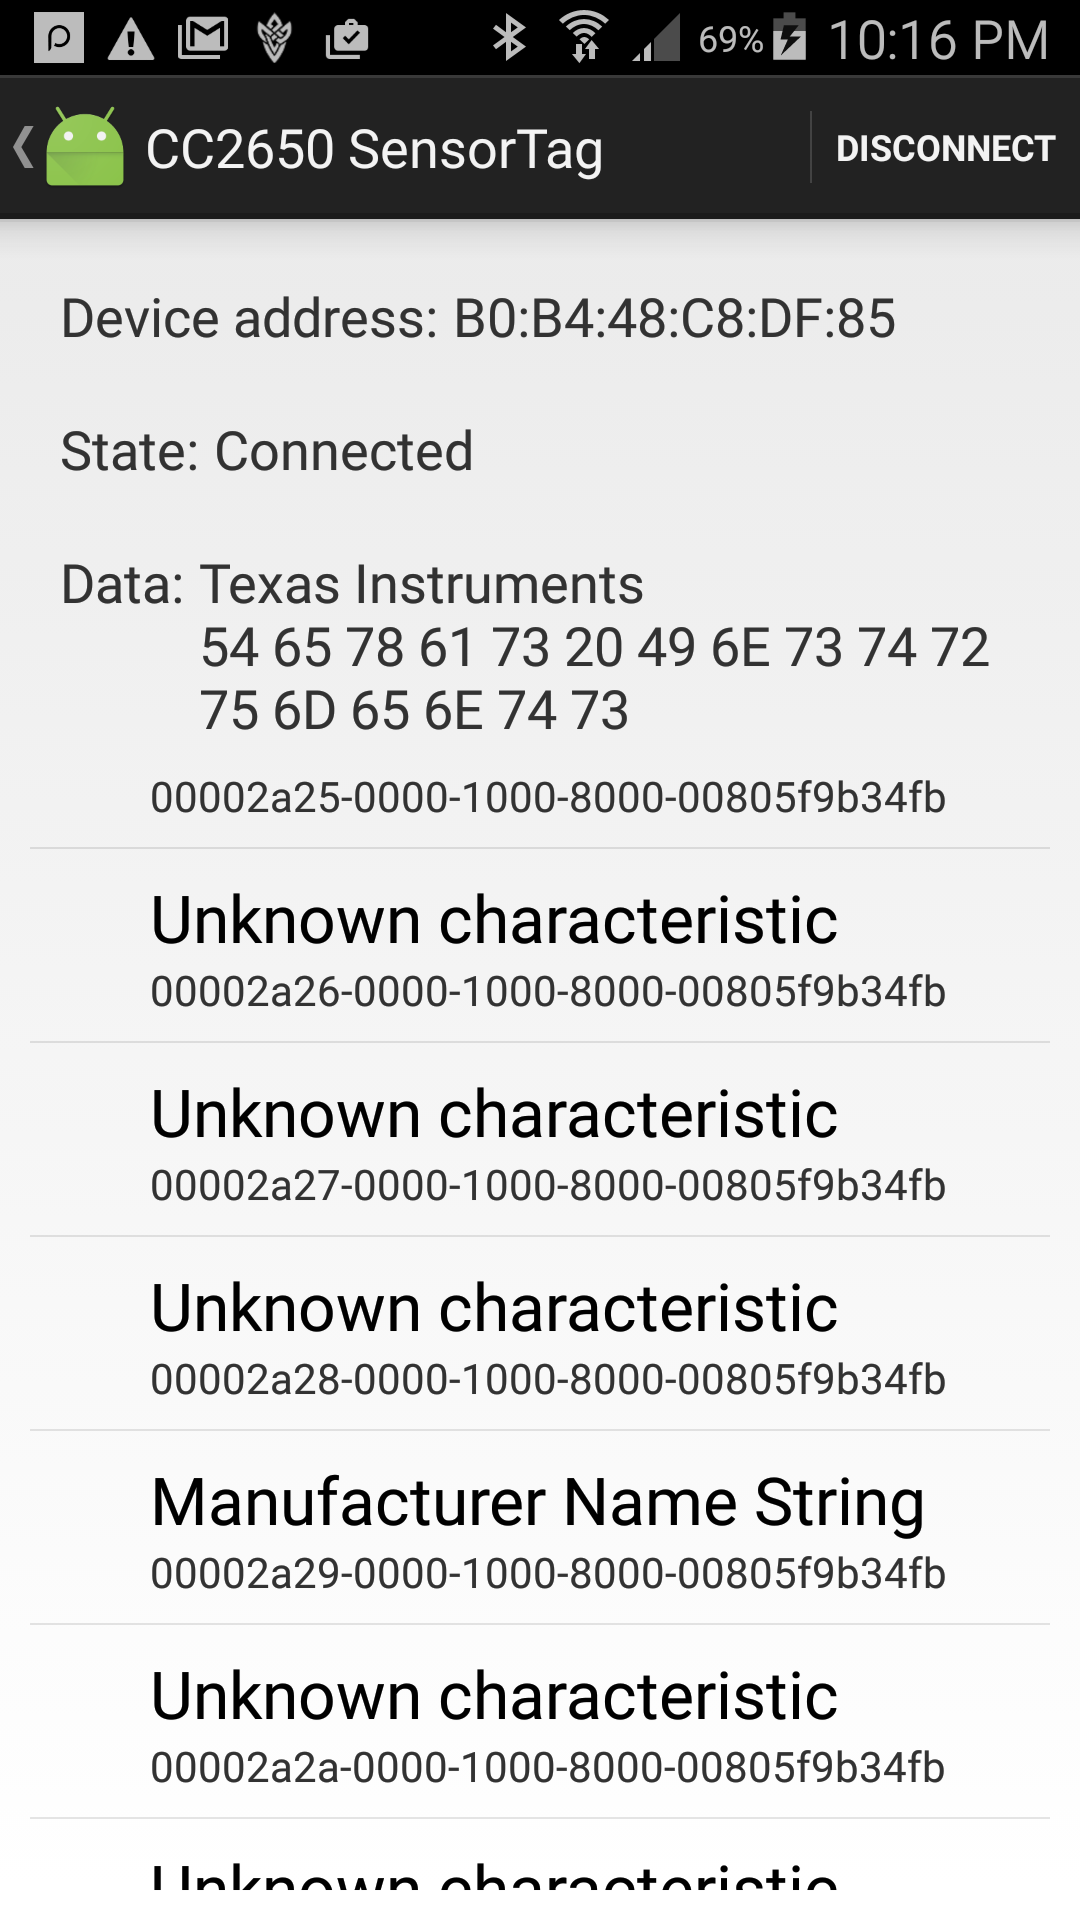 69% 10:16 PM
CC2650 SensorTag DISCONNECT
Device address: B0:B4:48:C8:DF:85
State: Connected
Data: Texas Instruments
54 65 78 61 73 20 49 6E 73 74 72
75 6D 65 6E 74 73
00002a25-0000-1000-8000-00805f9b34fb
Unknown characteristic
00002a26-0000-1000-8000-00805f9b34fb
Unknown characteristic
00002a27-0000-1000-8000-00805f9b34fb
Unknown characteristic
00002a28-0000-1000-8000-00805f9b34fb
Manufacturer Name String
00002a29-0000-1000-8000-00805f9b34fb
Unknown characteristic
00002a2a-0000-1000-8000-00805f9b34fb
Unknown characteristic